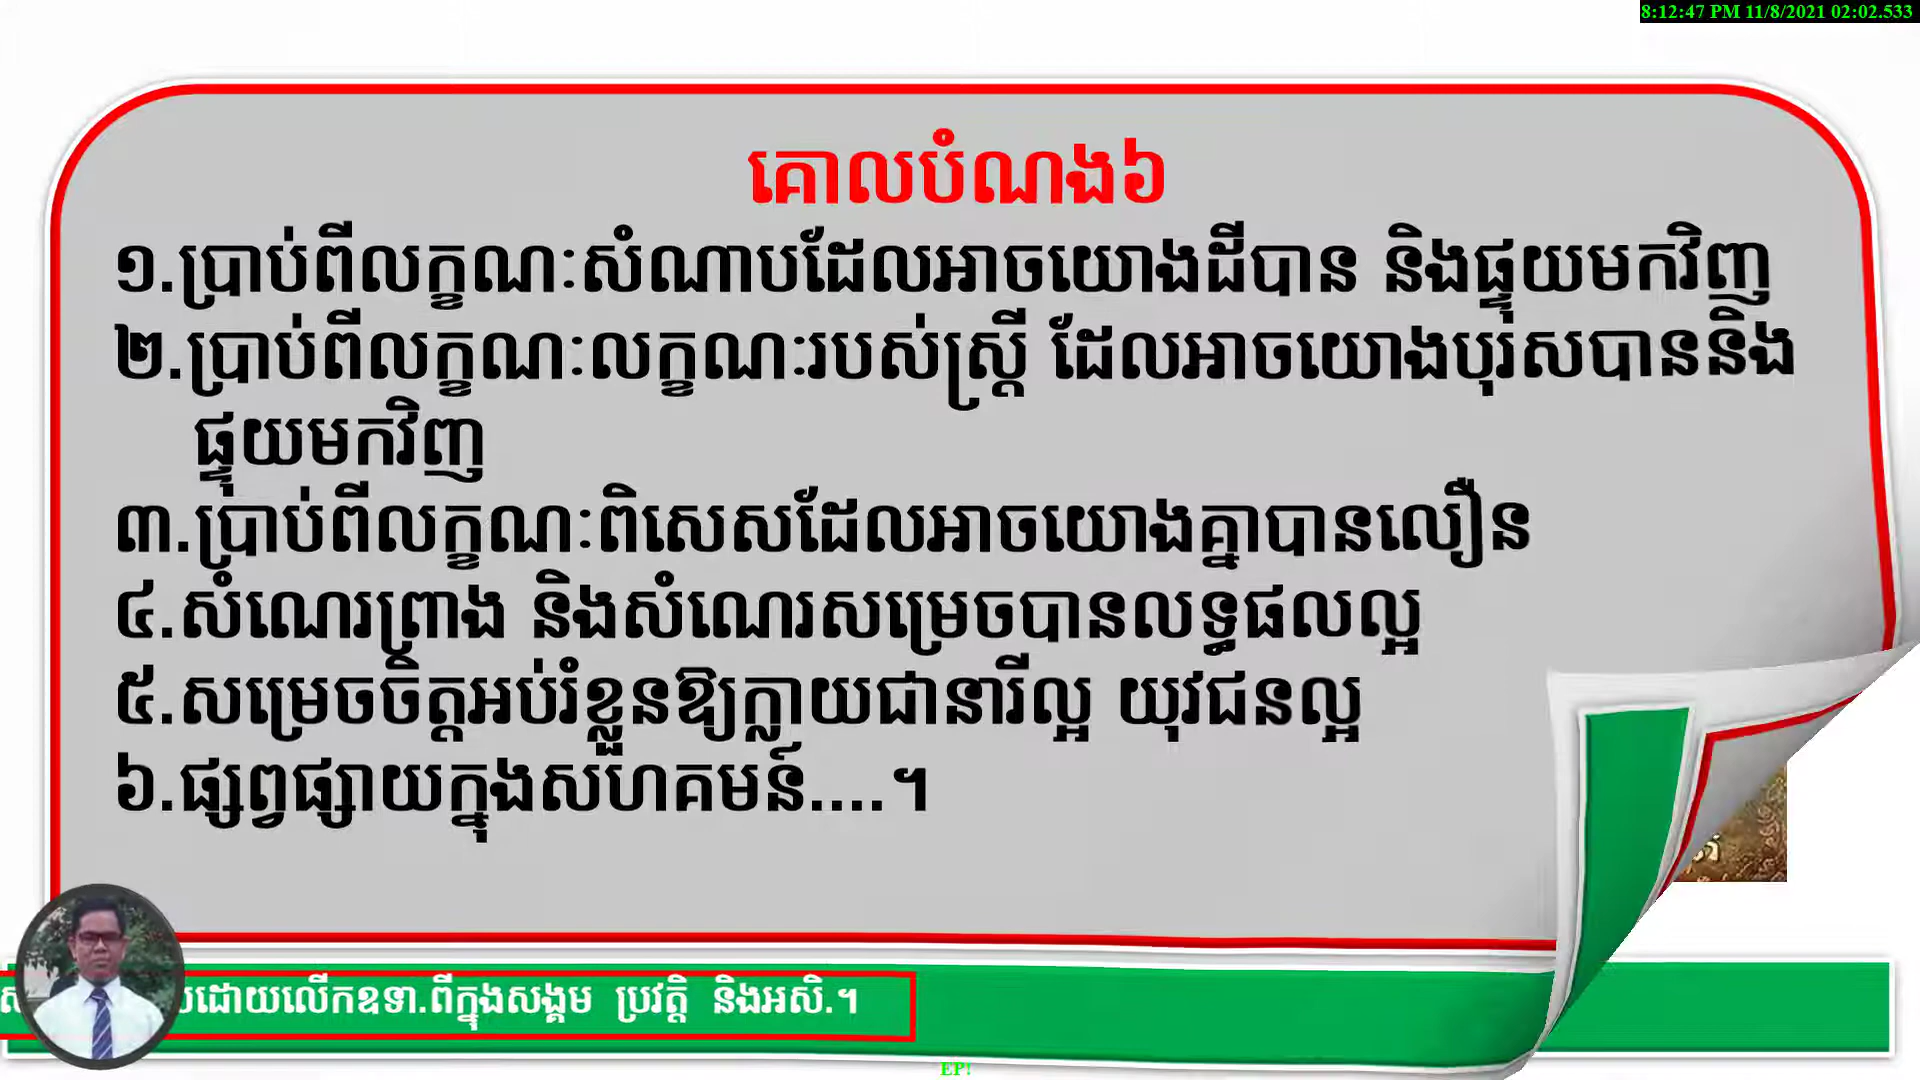 8:12:47 PM 11/8/2021 02:02.533
គោលបំណង៦
១.ប្រាប់ពីលក្ខណៈសំណាបដែលអាចយោងដីបាន និងផ្ទុយមកវិញ
២.ប្រាប់ពីលក្ខណៈលក្ខណៈរបស់ស្ត្រី ដែលអាចយោងបុរសបាននិង
ផ្ទុយមកវិញ
៣.ប្រាប់ពីលក្ខណៈពិសេសដែលអាចយោងគ្នាបានលឿន
៤.សំណេរព្រាង និងសំណេរសម្រេចបានលទ្ធផលល្អ
៥.សម្រេចចិត្តអប់រំខ្លួនឱ្យក្លាយជានារីល្អ យុវជនល្អ
៦.ផ្សព្វផ្សាយក្នុងសហគមន៍....។
ដោយលើកឧទា.ពីក្នុងសង្គម ប្រវត្តិ និងអសិ.។
EP!